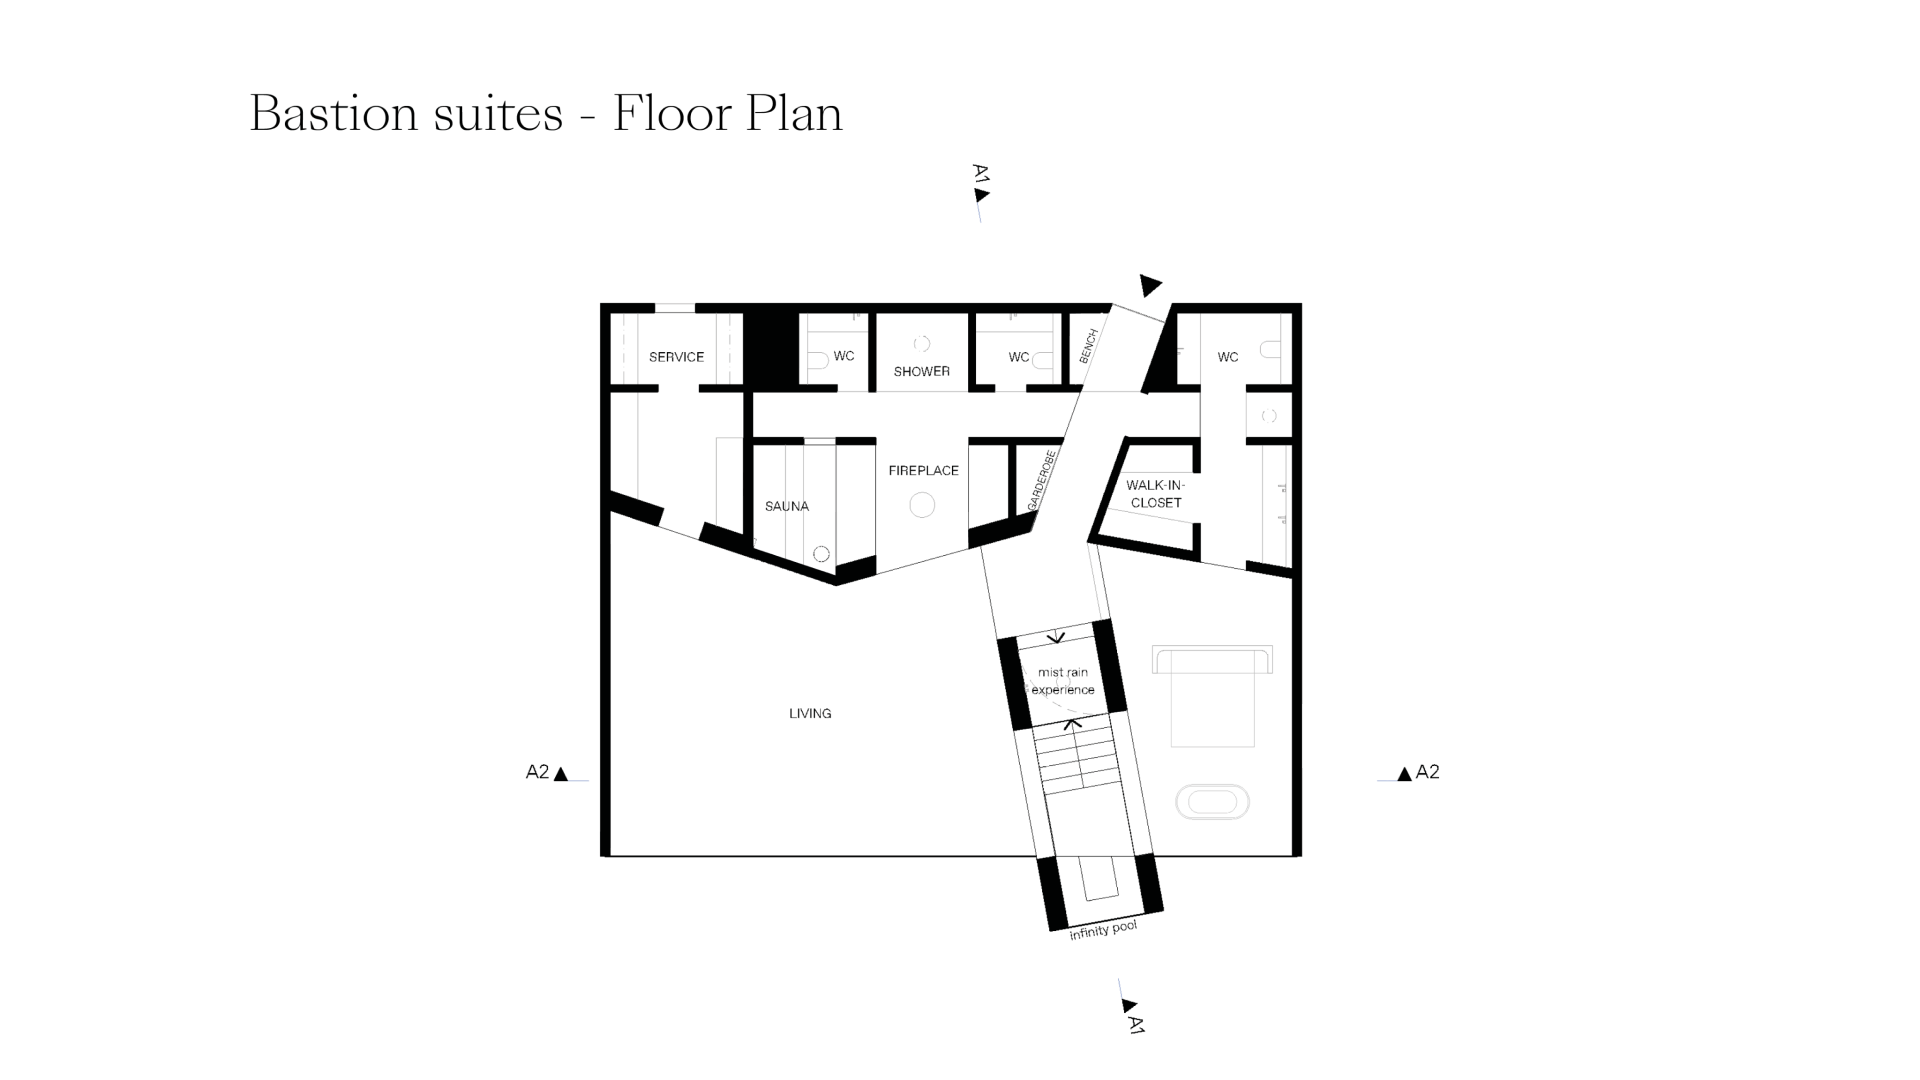 Bastion suites - Floor Plan
A1
SERVICE
WC
SHOWER
WC
BENCH
WC
FIREPLACE
GARDEROBE
WALK-IN-
CLOSET
SAUNA
mist rain
experience
LIVING
A2
A2
infinity pool
A1